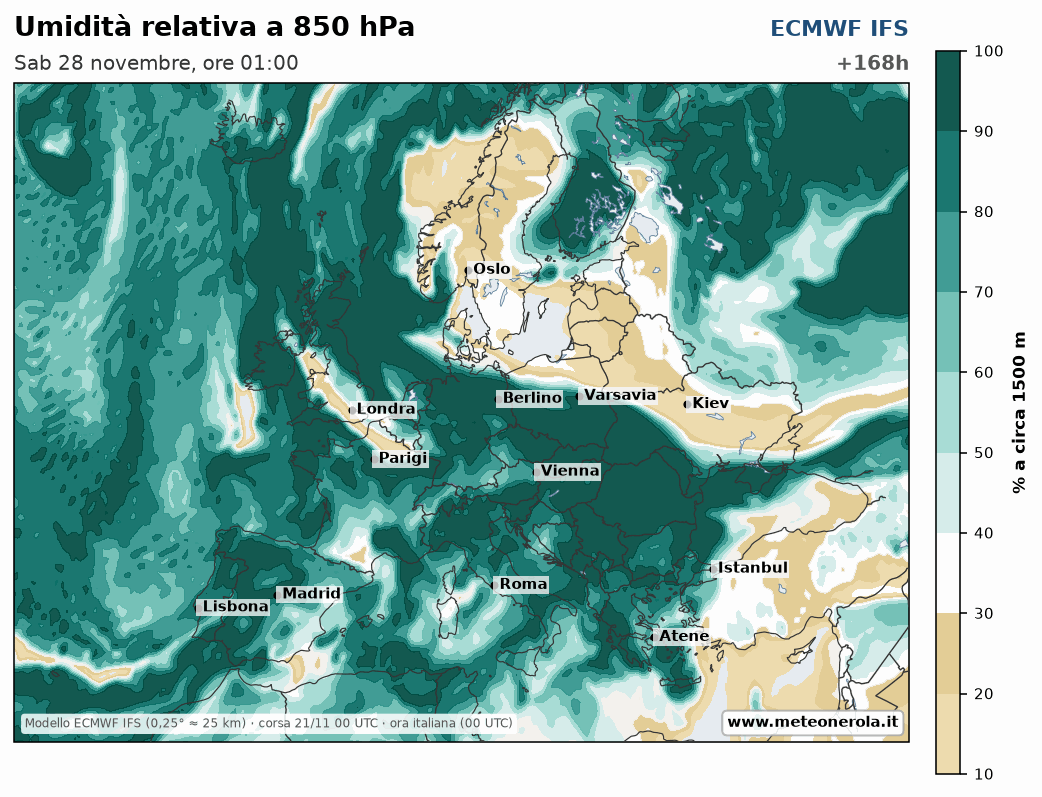 Umidità relativa a 850 hPa
ECMWF IFS
Sab 28 novembre, ore 01:00
+168h
100
90
80
70
60
50
40
30
20
10
% a circa 1500 m
Oslo
Londra
Berlino
Varsavia
Kiev
Parigi
Vienna
Istanbul
Roma
Madrid
Lisbona
Atene
Modello ECMWF IFS (0,25° ≈ 25 km) · corsa 21/11 00 UTC · ora italiana (00 UTC)
www.meteonerola.it